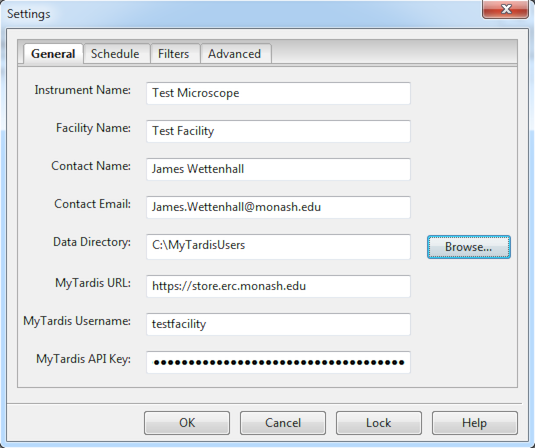 Settings
General Schedule Filters Advanced
Instrument Name: Test Microscope
Facility Name: Test Facility
Contact Name: James Wettenhall
Contact Email: James.Wettenhall@monash.edu
Data Directory: C:\MyTardisUsers Browse...
MyTardis URL: https://store.erc.monash.edu
MyTardis Username: testfacility
MyTardis API Key: ••••••••••••••••••••••••••••••••••••
OK Cancel Lock Help